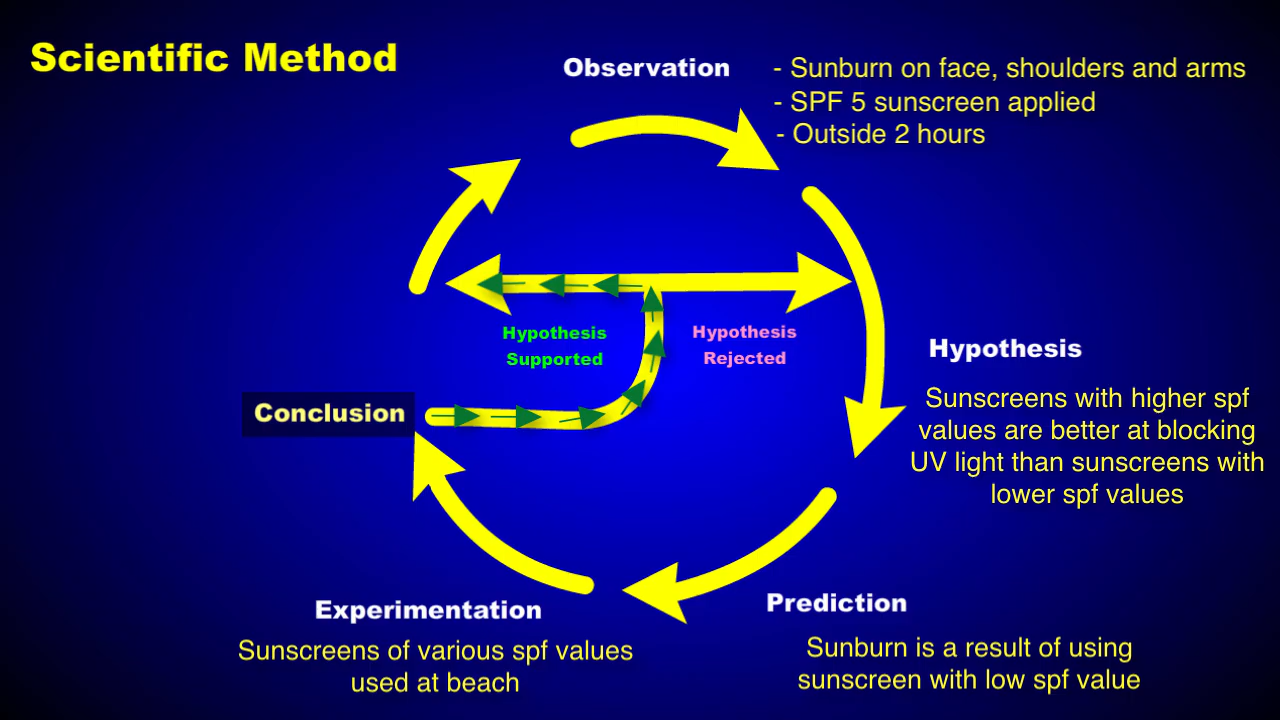 Scientific Method
Observation
- Sunburn on face, shoulders and arms
- SPF 5 sunscreen applied
- Outside 2 hours
Hypothesis
Supported
Hypothesis
Rejected
Hypothesis
Sunscreens with higher spf
values are better at blocking
UV light than sunscreens with
lower spf values
Conclusion
Experimentation
Sunscreens of various spf values
used at beach
Prediction
Sunburn is a result of using
sunscreen with low spf value